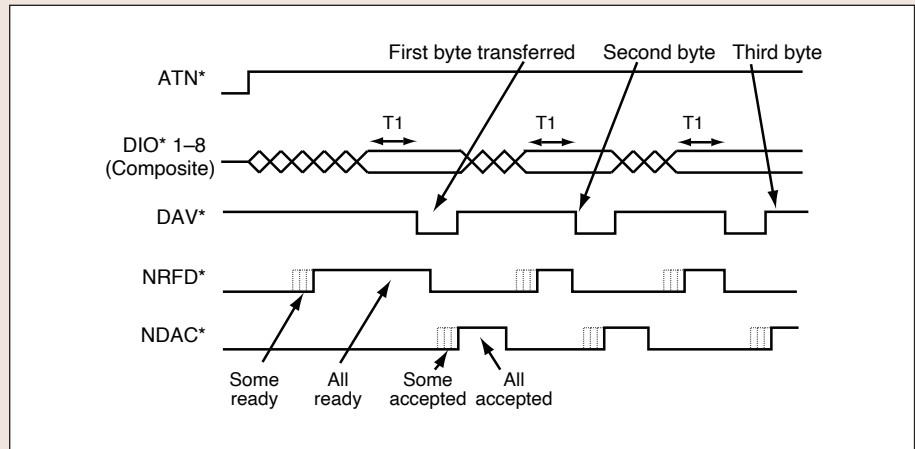 First byte transferred Second byte Third byte
ATN*
T1 T1 T1
DIO* 1–8
(Composite)
DAV*
NRFD*
NDAC*
Some All Some All
ready ready accepted accepted